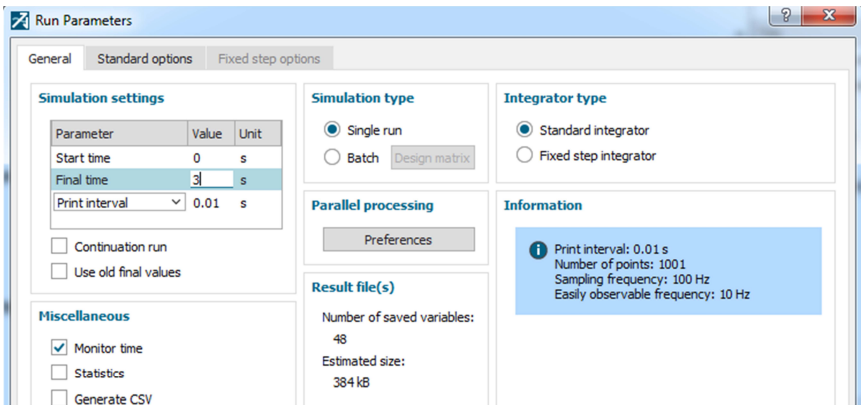 Run Parameters
General Standard options Fixed step options
Simulation settings
Parameter Value Unit
Start time 0 s
Final time 3 s
Print interval 0.01 s
Continuation run
Use old final values
Miscellaneous
Monitor time
Statistics
Generate CSV
Simulation type
Single run
Batch Design matrix
Parallel processing
Preferences
Result file(s)
Number of saved variables:
48
Estimated size:
384 kB
Integrator type
Standard integrator
Fixed step integrator
Information
Print interval: 0.01 s
Number of points: 1001
Sampling frequency: 100 Hz
Easily observable frequency: 10 Hz